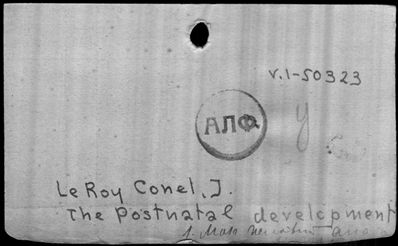 v.1-50323
АЛФ
у
Le Roy Conel, J.
The Postnatal development